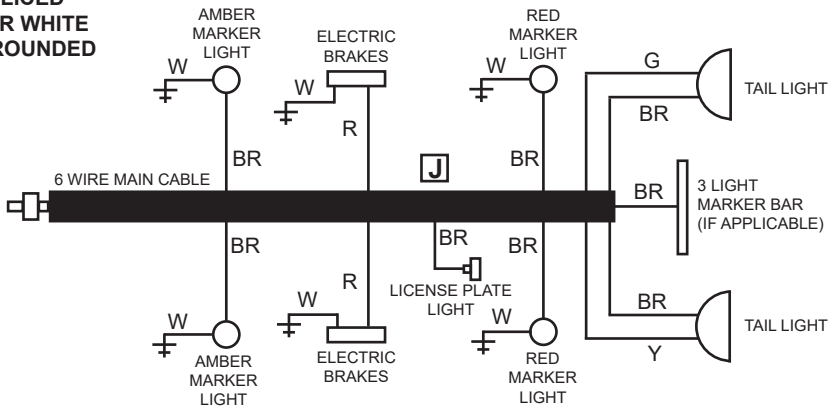 R WHITE
ROUNDED
AMBER
MARKER
LIGHT
ELECTRIC
BRAKES
RED
MARKER
LIGHT
W
W
W
G
TAIL LIGHT
BR
R
BR
J
BR
6 WIRE MAIN CABLE
BR
3 LIGHT
MARKER BAR
(IF APPLICABLE)
BR
R
BR
BR
LICENSE PLATE
LIGHT
W
W
W
BR
TAIL LIGHT
Y
AMBER
MARKER
LIGHT
ELECTRIC
BRAKES
RED
MARKER
LIGHT